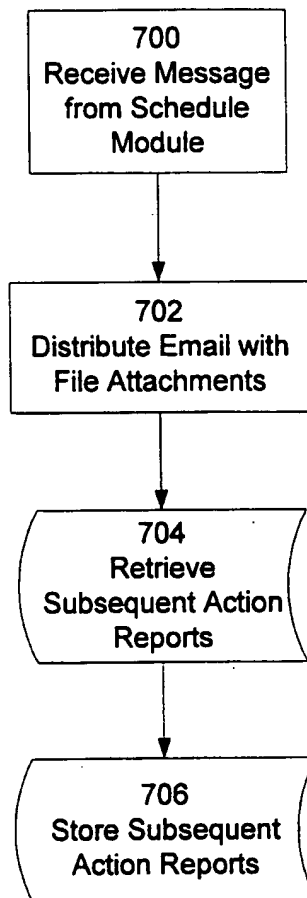 700
Receive Message
from Schedule
Module
702
Distribute Email with
File Attachments
704
Retrieve
Subsequent Action
Reports
706
Store Subsequent
Action Reports